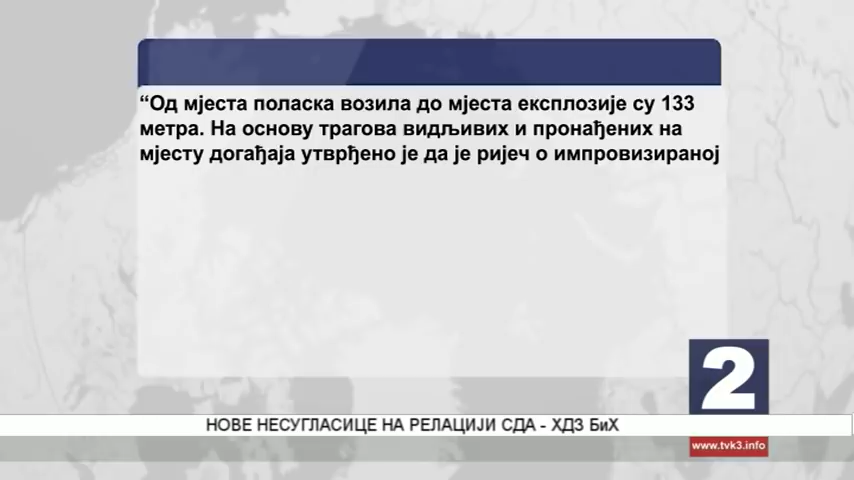 “Од мјеста поласка возила до мјеста експлозије су 133
метра. На основу трагова видљивих и пронађених на
мјесту догађаја утврђено је да је ријеч о импровизираној
2
НОВЕ НЕСУГЛАСИЦЕ НА РЕЛАЦИЈИ СДА - ХДЗ БиХ
www.tvk3.info